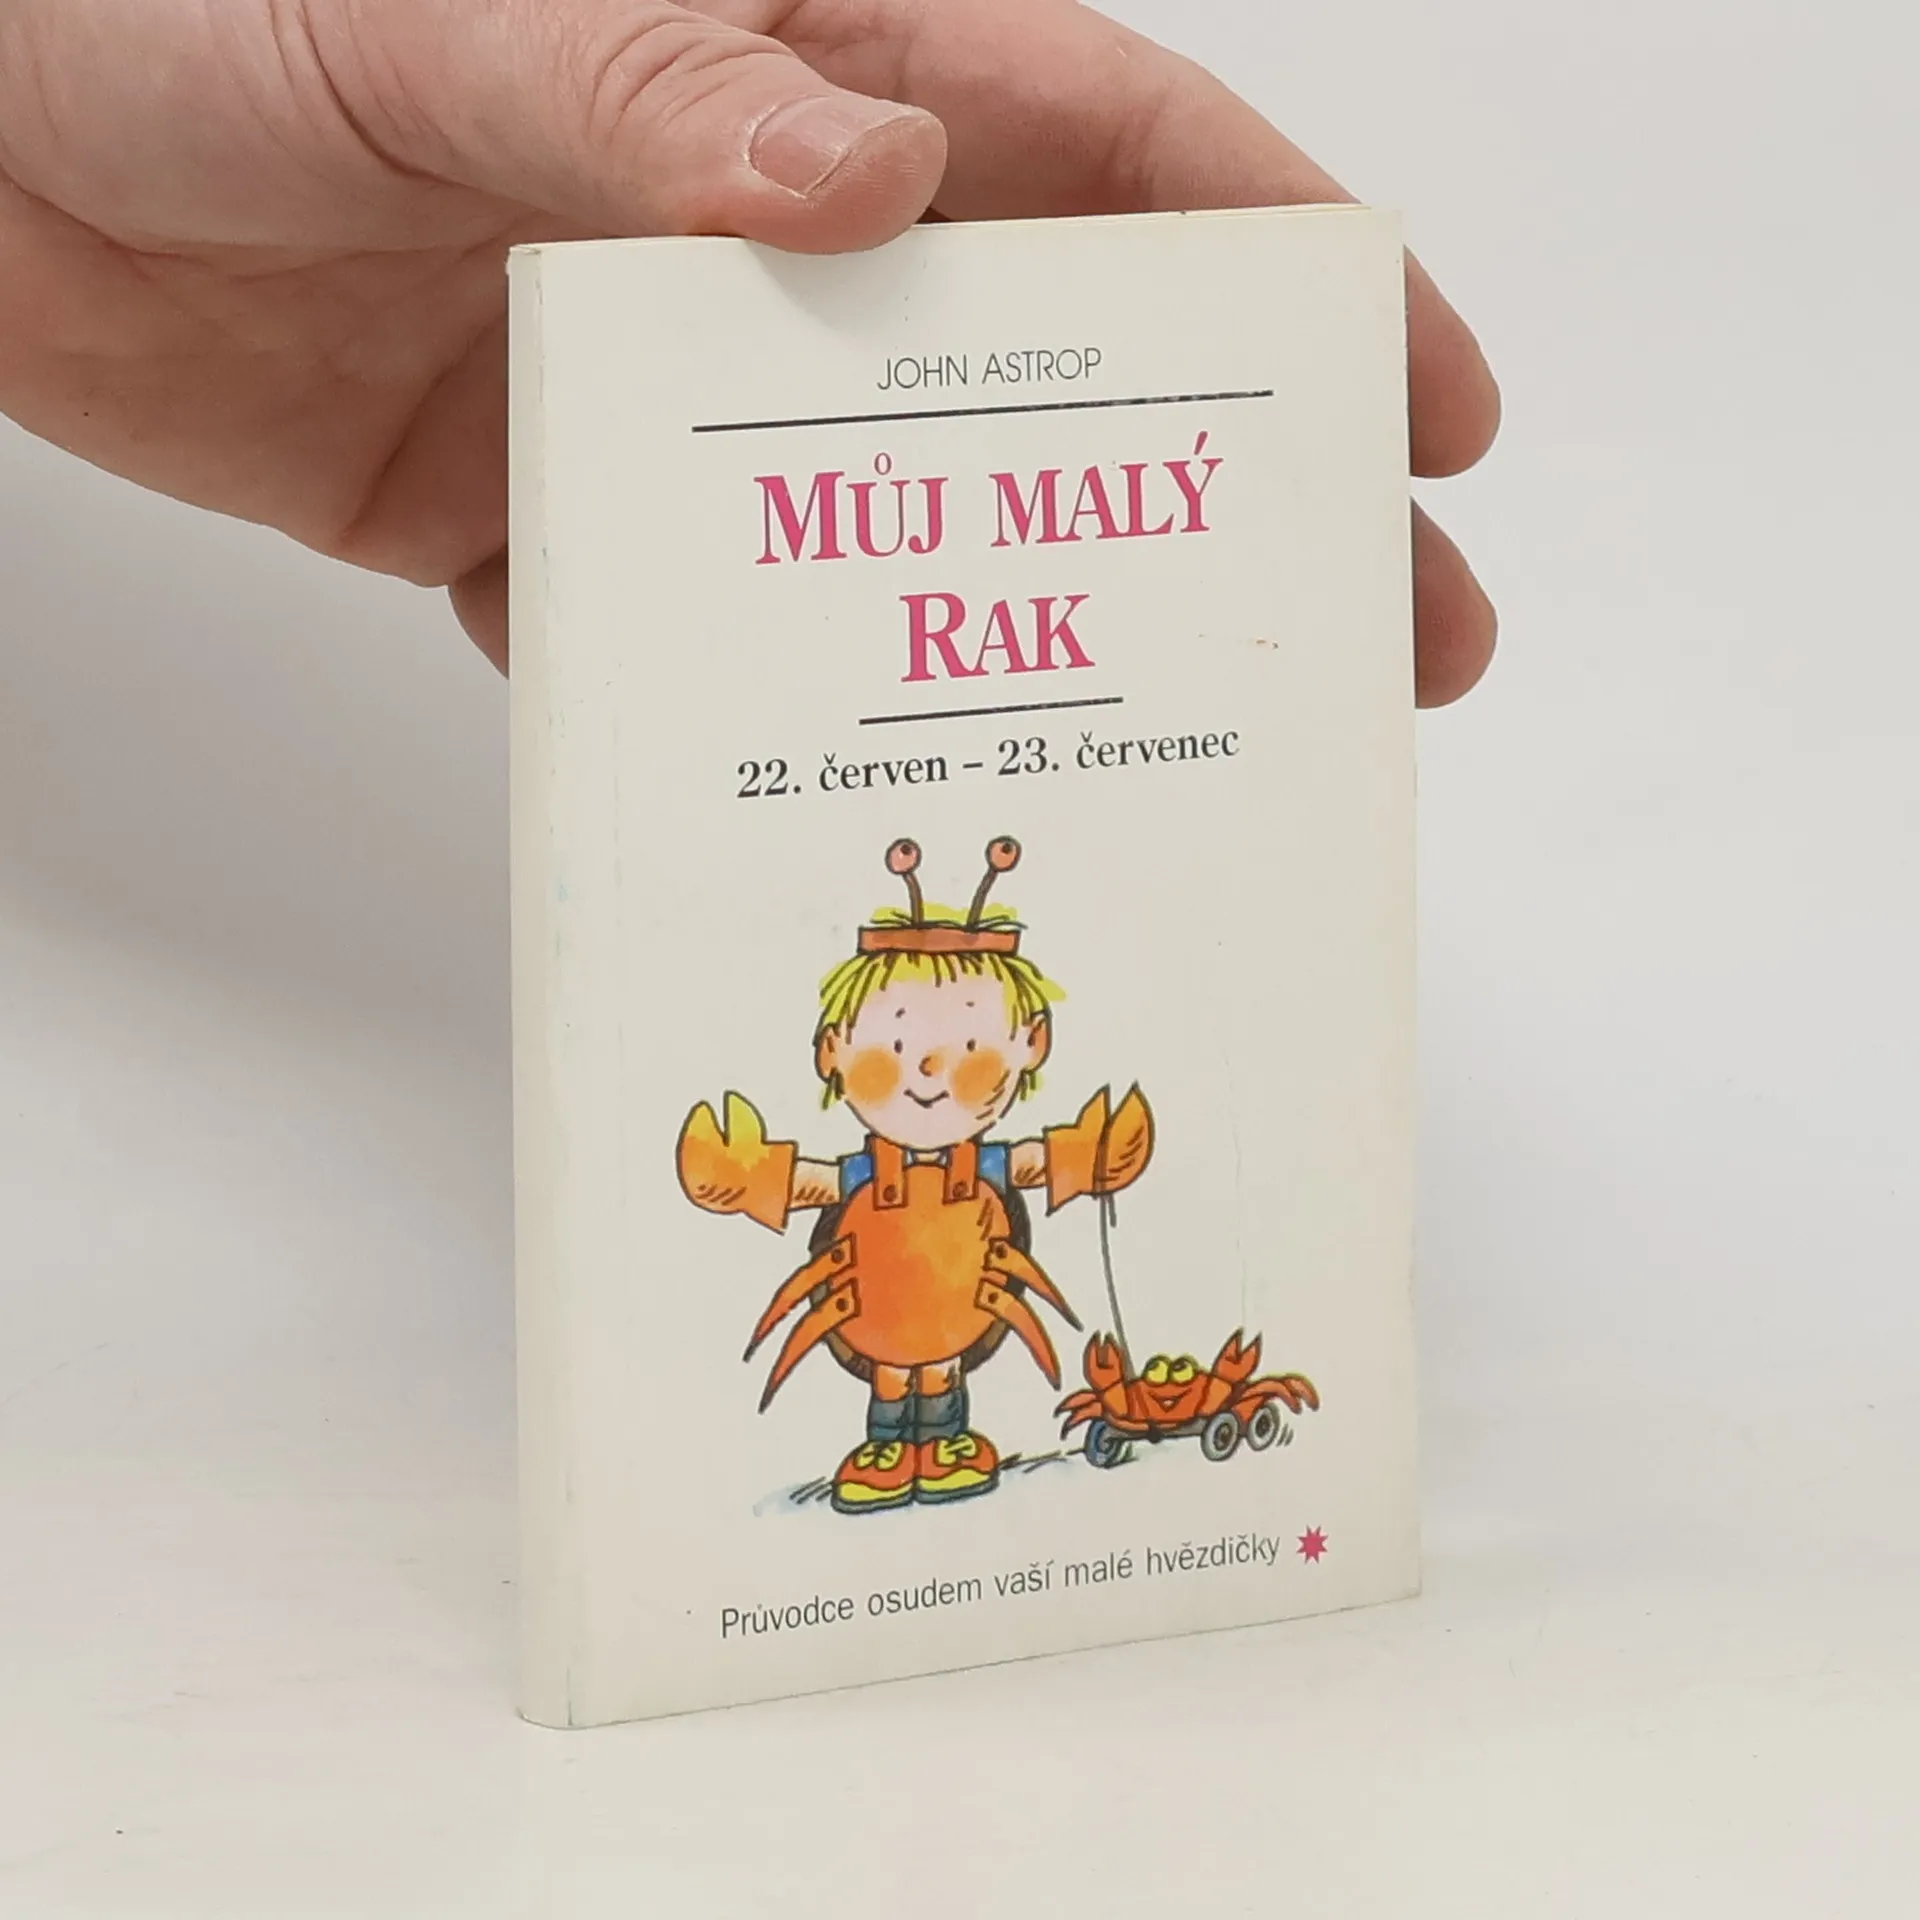 JOHN ASTROP
MŮJ MALÝ
RAK
22. červen – 23. červenec
Průvodce osudem vaší malé hvězdičky